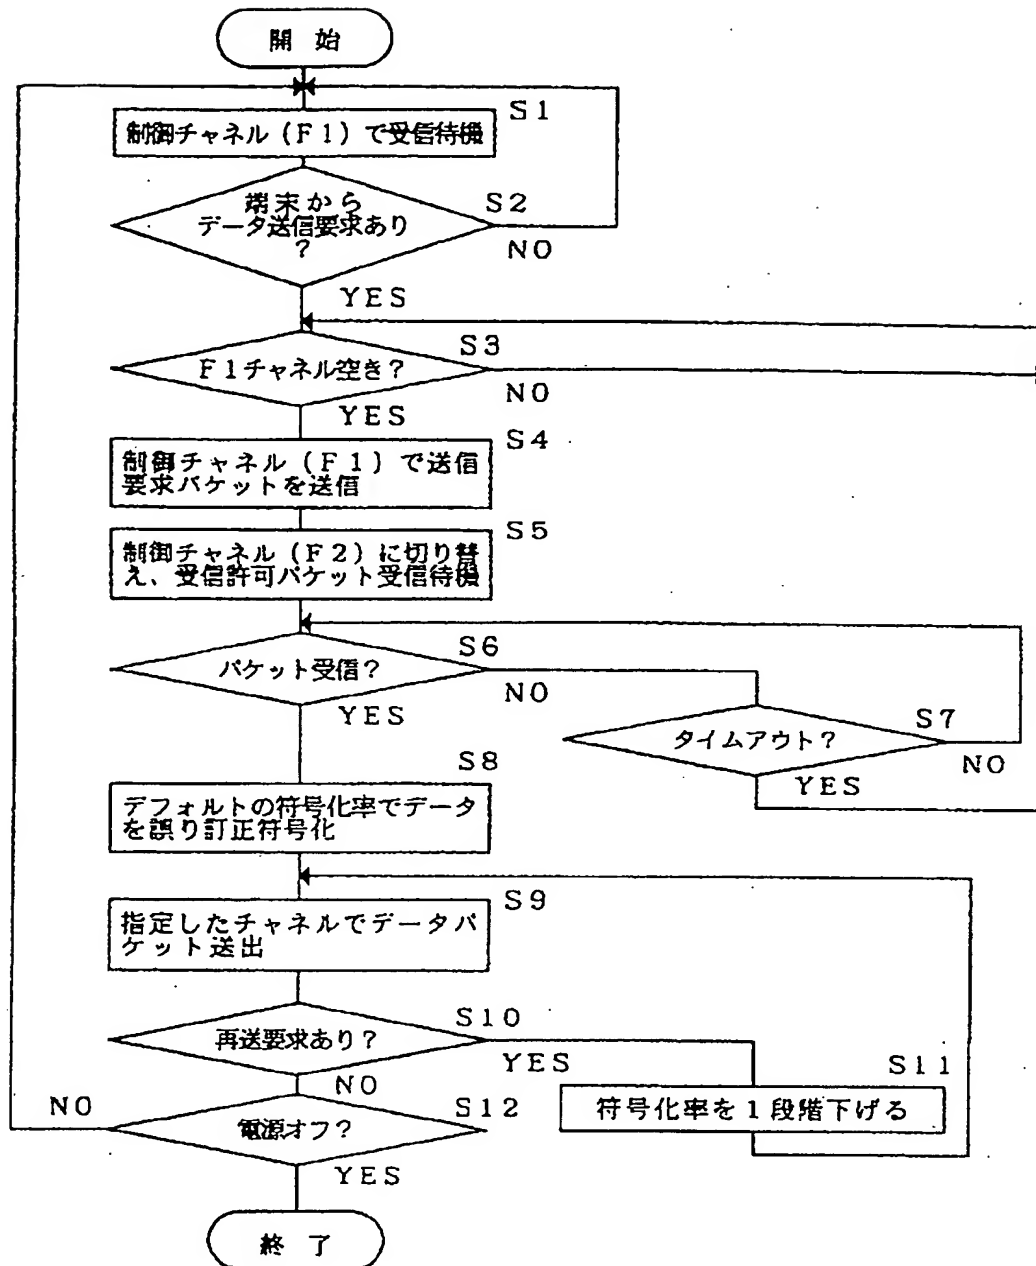 開始
S1
制御チャネル(F1)で受信待機
端末から
データ送信要求あり
?
S2
NO
YES
F1チャネル空き?
S3
NO
YES
S4
制御チャネル(F1)で送信
要求パケットを送信
S5
制御チャネル(F2)に切り替
え、受信許可パケット受信待機
パケット受信?
S6
NO
YES
タイムアウト?
S7
NO
YES
S8
デフォルトの符号化率でデータ
を誤り訂正符号化
S9
指定したチャネルでデータパ
ケット送出
再送要求あり?
S10
YES
NO
S11
符号化率を1段階下げる
電源オフ?
S12
NO
YES
終了